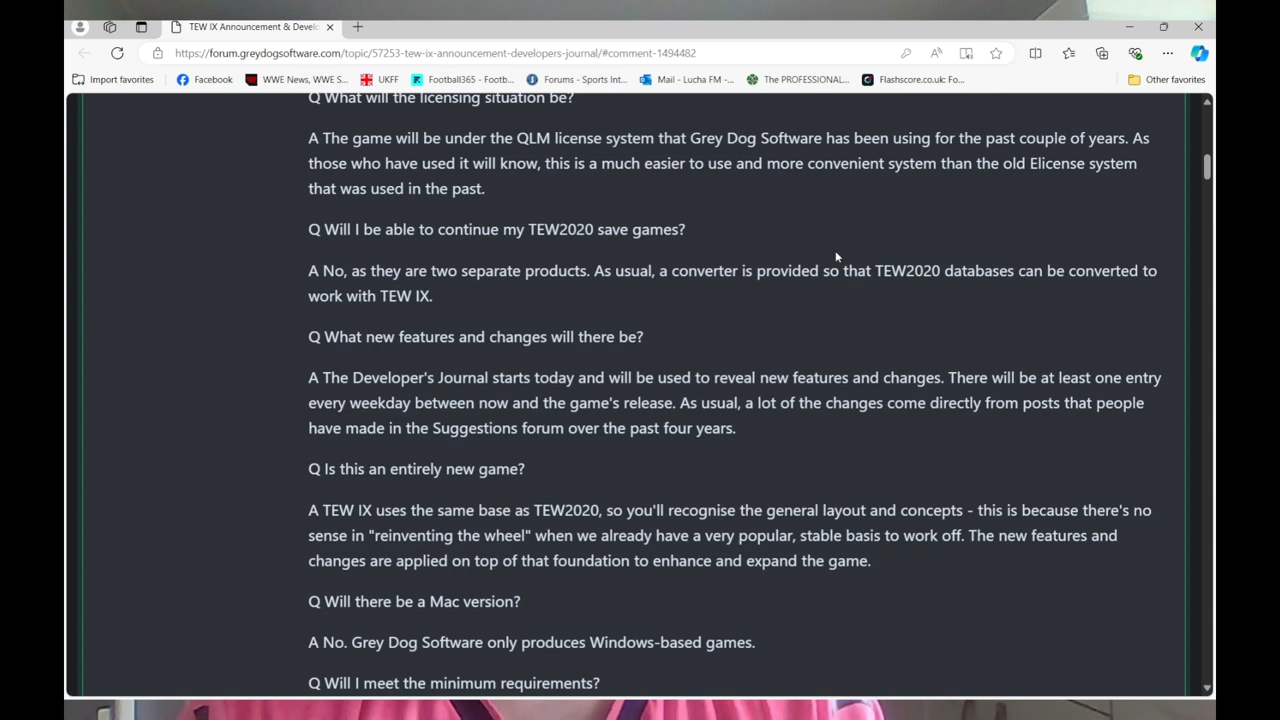 TEW IX Announcement & Develo
https://forum.greydogsoftware.com/topic/57253-tew-ix-announcement-developers-journal/#comment-1494482
Import favorites Facebook WWE News, WWE S... UKFF Football365 - Footb... Forums - Sports Int... Mail - Lucha FM -... The PROFESSIONAL... Flashscore.co.uk: Fo... Other favorites
Q What will the licensing situation be?
A The game will be under the QLM license system that Grey Dog Software has been using for the past couple of years. As
those who have used it will know, this is a much easier to use and more convenient system than the old Elicense system
that was used in the past.
Q Will I be able to continue my TEW2020 save games?
A No, as they are two separate products. As usual, a converter is provided so that TEW2020 databases can be converted to
work with TEW IX.
Q What new features and changes will there be?
A The Developer's Journal starts today and will be used to reveal new features and changes. There will be at least one entry
every weekday between now and the game's release. As usual, a lot of the changes come directly from posts that people
have made in the Suggestions forum over the past four years.
Q Is this an entirely new game?
A TEW IX uses the same base as TEW2020, so you'll recognise the general layout and concepts - this is because there's no
sense in "reinventing the wheel" when we already have a very popular, stable basis to work off. The new features and
changes are applied on top of that foundation to enhance and expand the game.
Q Will there be a Mac version?
A No. Grey Dog Software only produces Windows-based games.
Q Will I meet the minimum requirements?